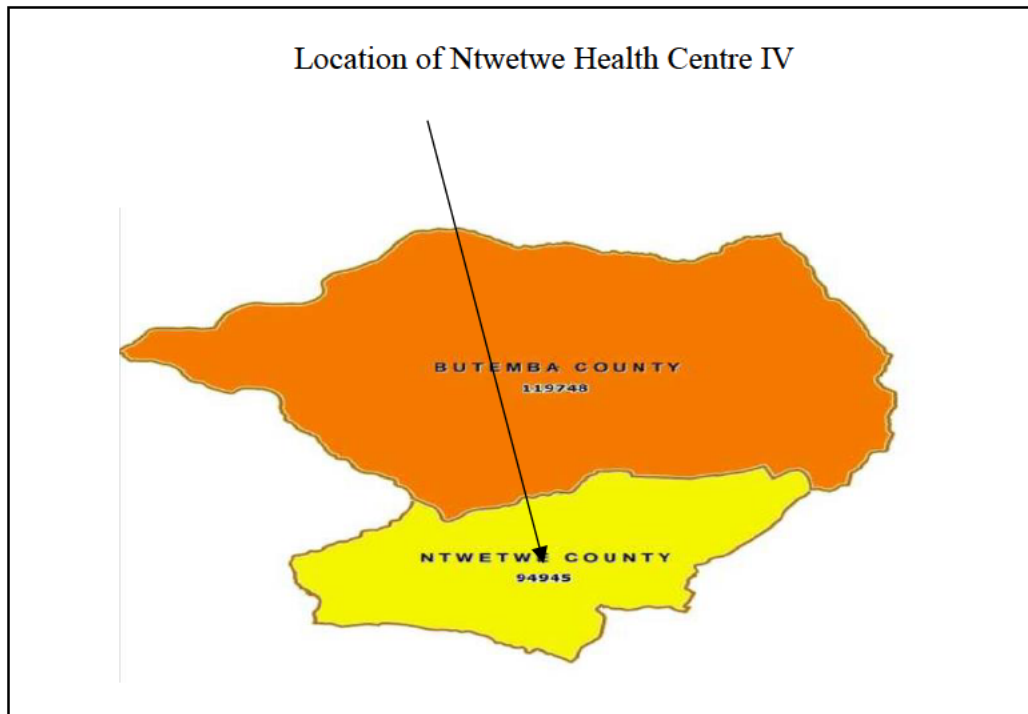 Location of Ntwetwe Health Centre IV
BUTEMBA COUNTY
119748
NTWETWE COUNTY
94945